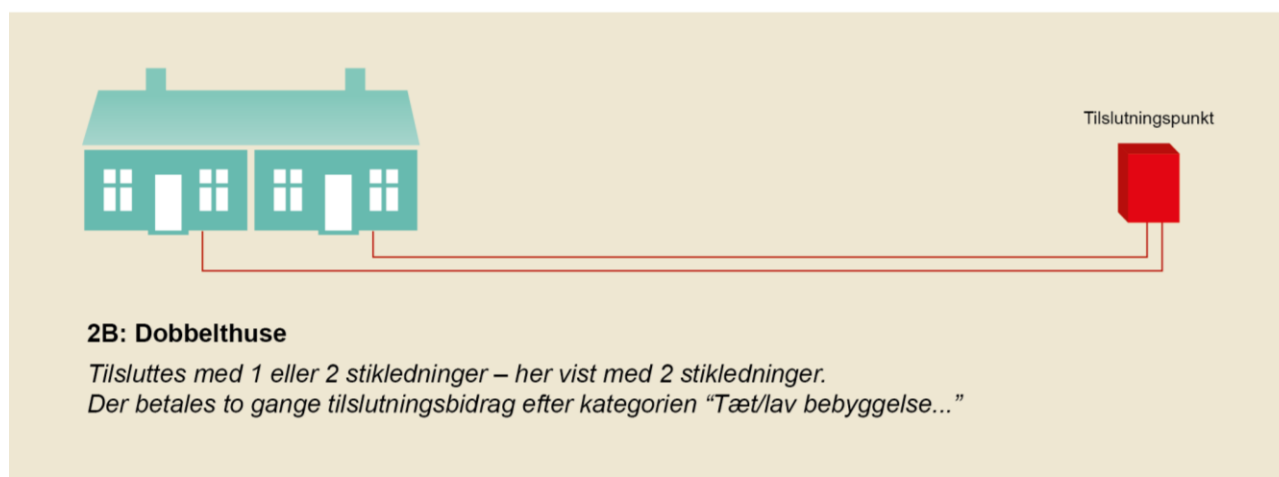 Tilslutningspunkt
2B: Dobbelthuse
Tilsluttes med 1 eller 2 stikledninger – her vist med 2 stikledninger.
Der betales to gange tilslutningsbidrag efter kategorien “Tæt/lav bebyggelse...”